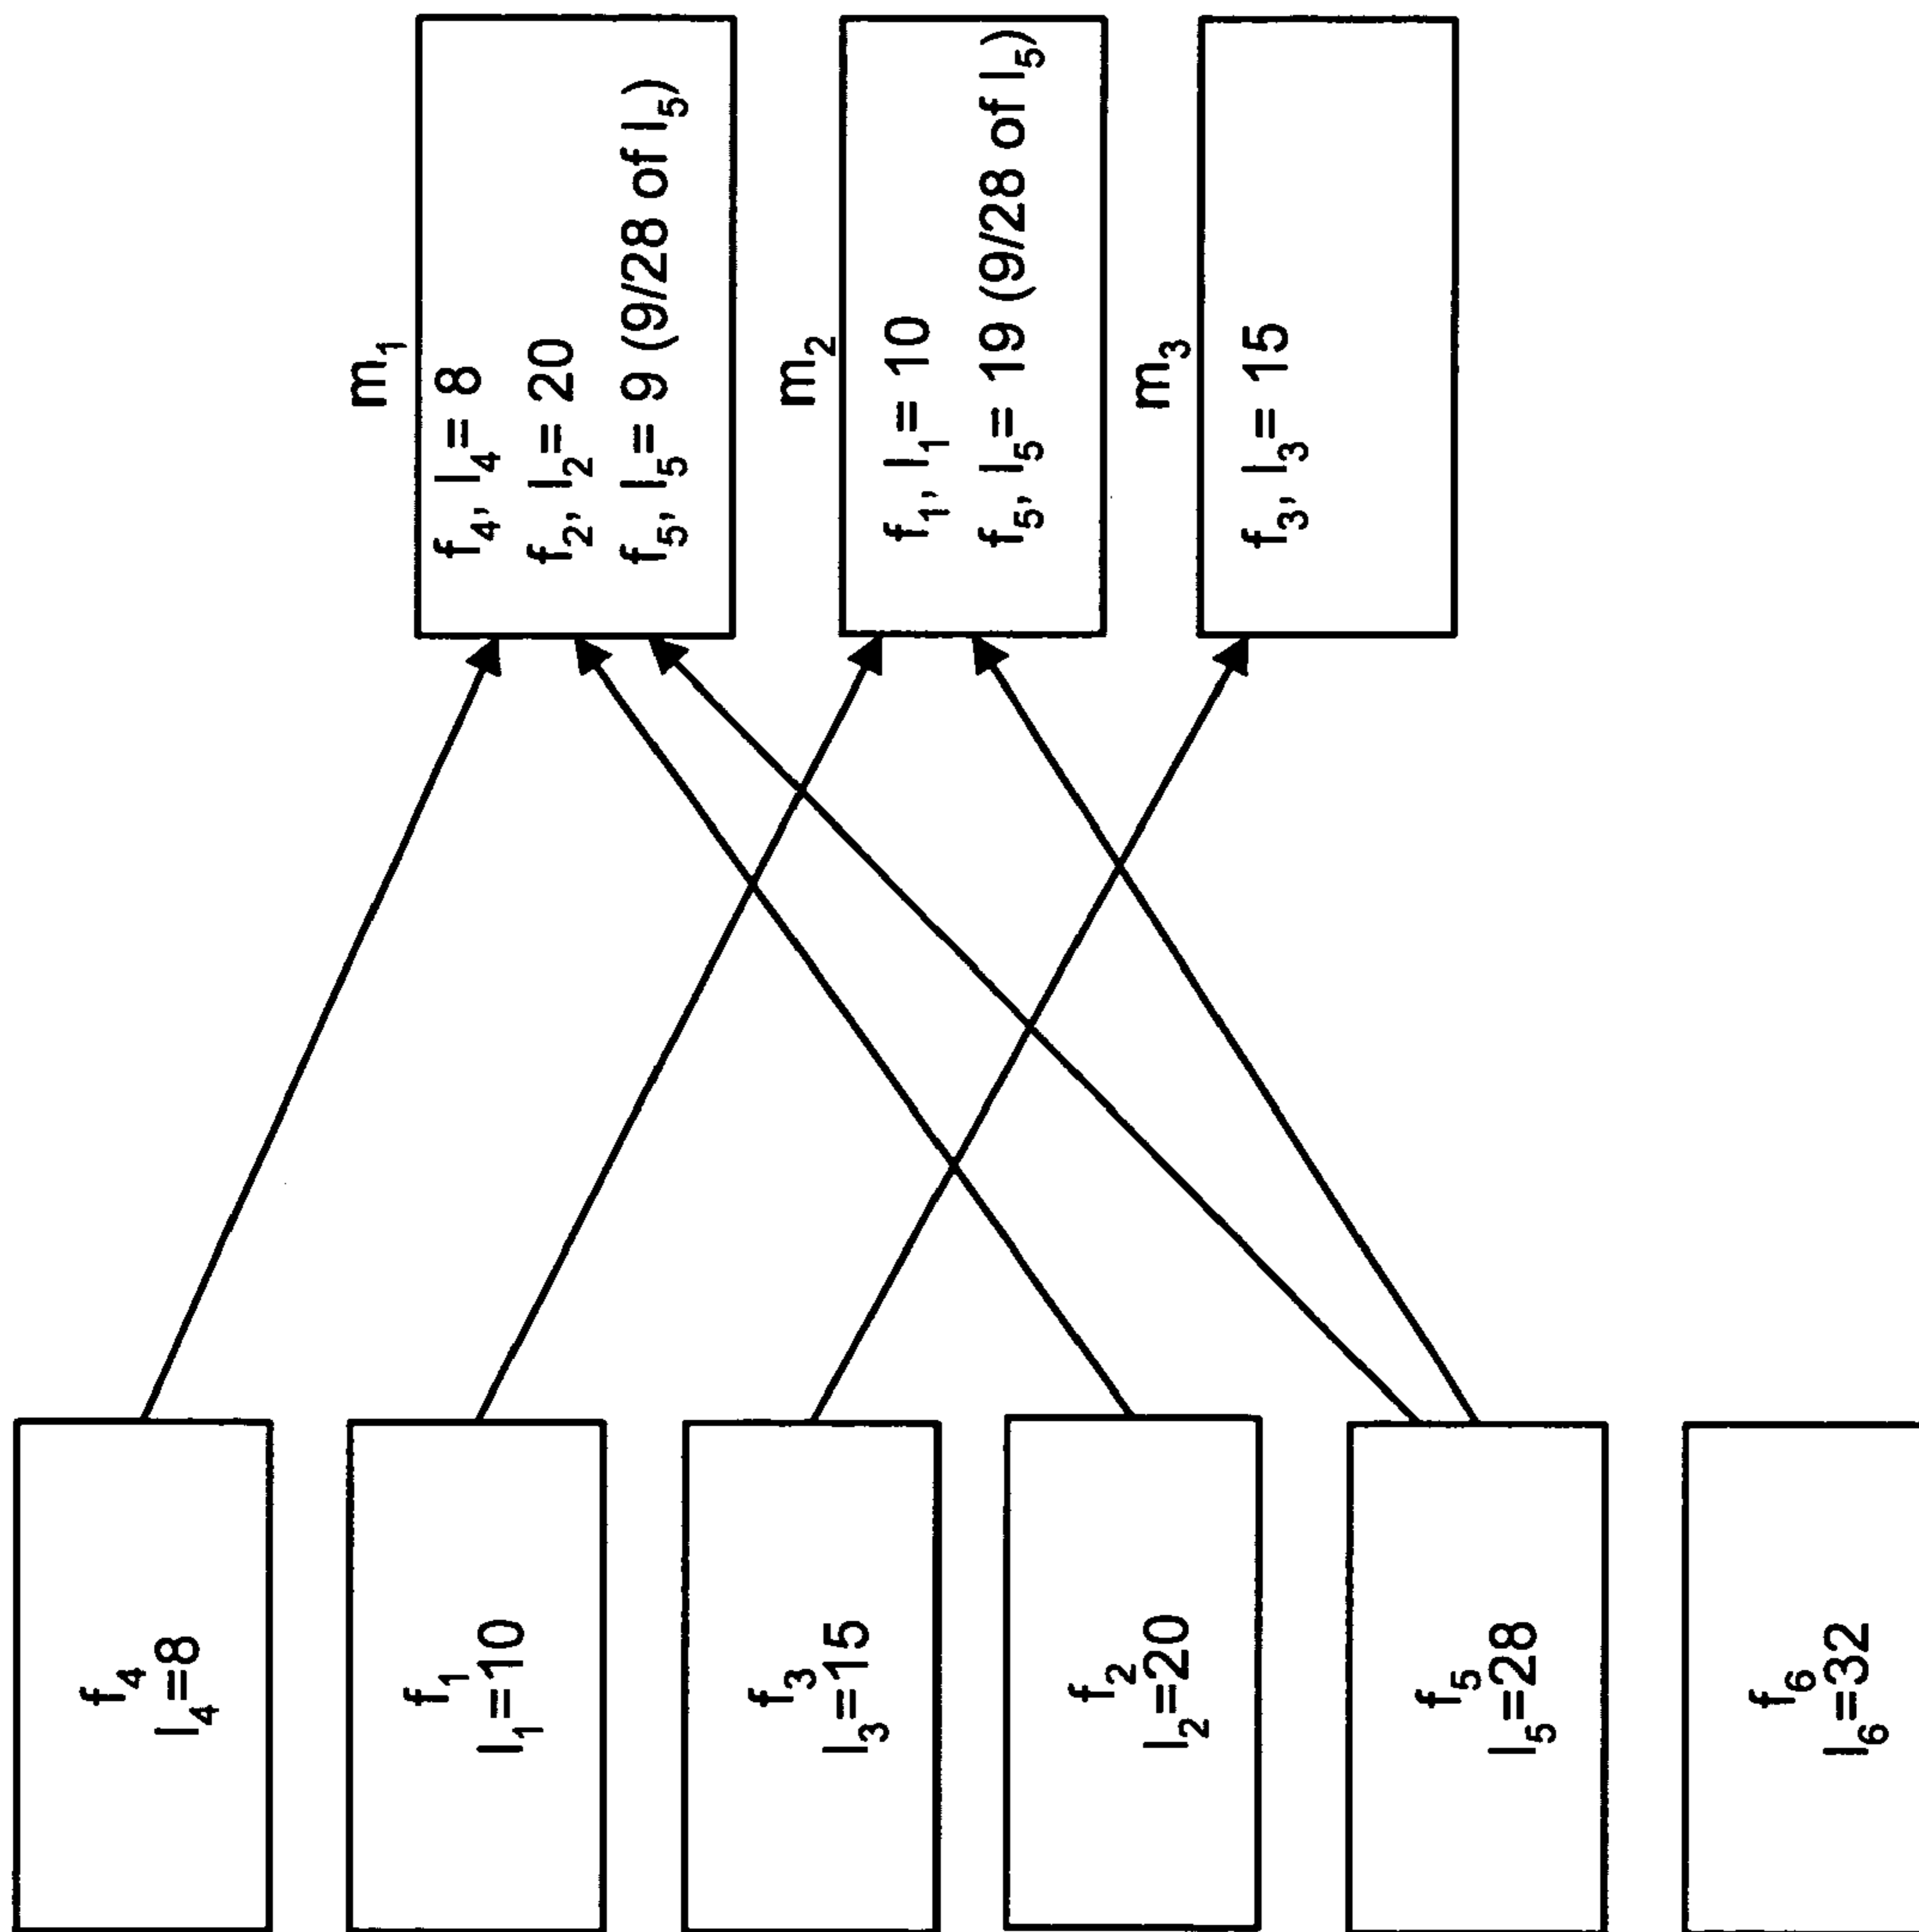 f4
l4=8
f1
l1=10
f3
l3=15
f2
l2=20
f5
l5=28
f6
l6=32
m1
f4, l4= 8
f2, l2= 20
f5, l5= 9 (9/28 of l5)
m2
f1, l1= 10
f5, l5= 19 (9/28 of l5)
m3
f3, l3= 15